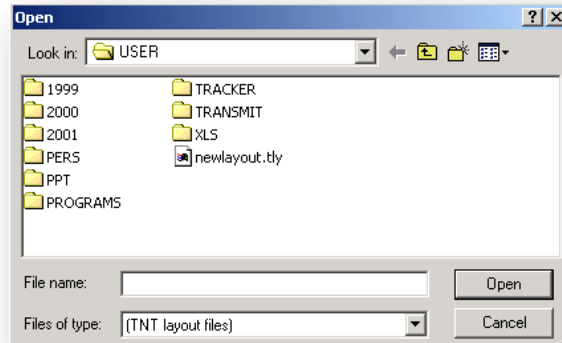 Open
Look in: USER
1999 TRACKER
2000 TRANSMIT
2001 XLS
PERS newlayout.tly
PPT
PROGRAMS
File name: Open
Files of type: (TNT layout files) Cancel